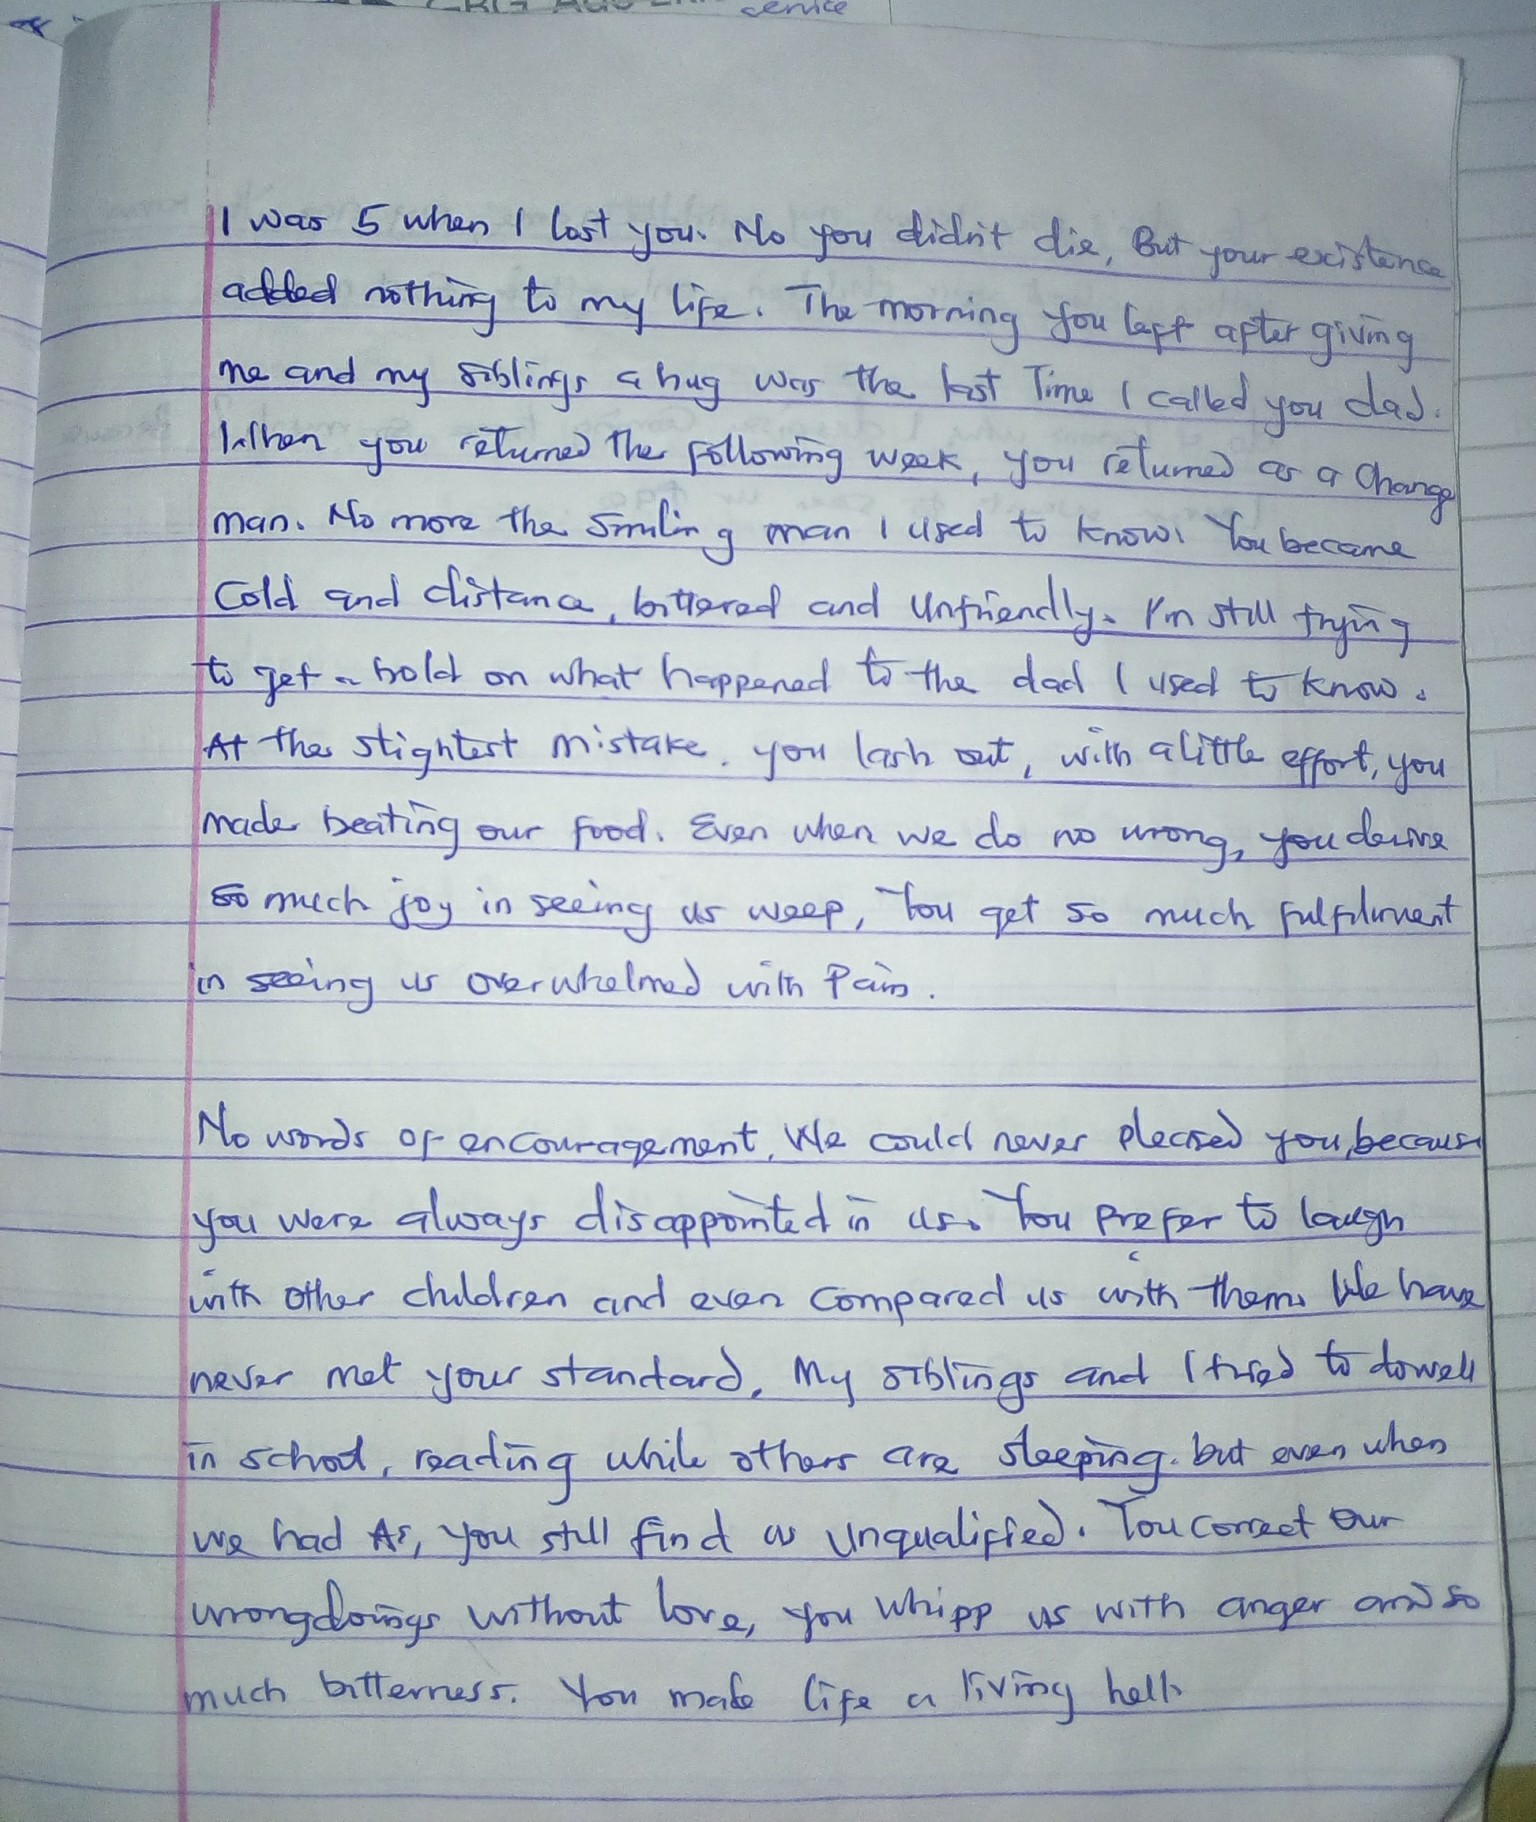 service
I was 5 when I lost you. No you didn't die, But your existence
added nothing to my life. The morning you left after giving
me and my siblings a hug was the last Time I called you dad.
When you returned the following week, you returned as a Change
man. No more the smiling man I used to know. You became
Cold and distance, bittered and Unfriendly. I'm still trying
to get a hold on what happened to the dad I used to know.
At the slightest mistake, you lash out, with a little effort, you
made beating our food. Even when we do no wrong, you derive
so much joy in seeing us weep, You get so much fulfilment
in seeing us overwhelmed with Pain.
No words of encouragement. We could never pleased you, because
you were always disappointed in us. You prefer to laugh
with other children and even compared us with them. We have
never met your standard. My siblings and I tried to do well
in school, reading while others are sleeping. but even when
we had As, you still find us Unqualified. You correct our
wrongdoings without love, you whipp us with anger and so
much bitterness. You made life a living hell.